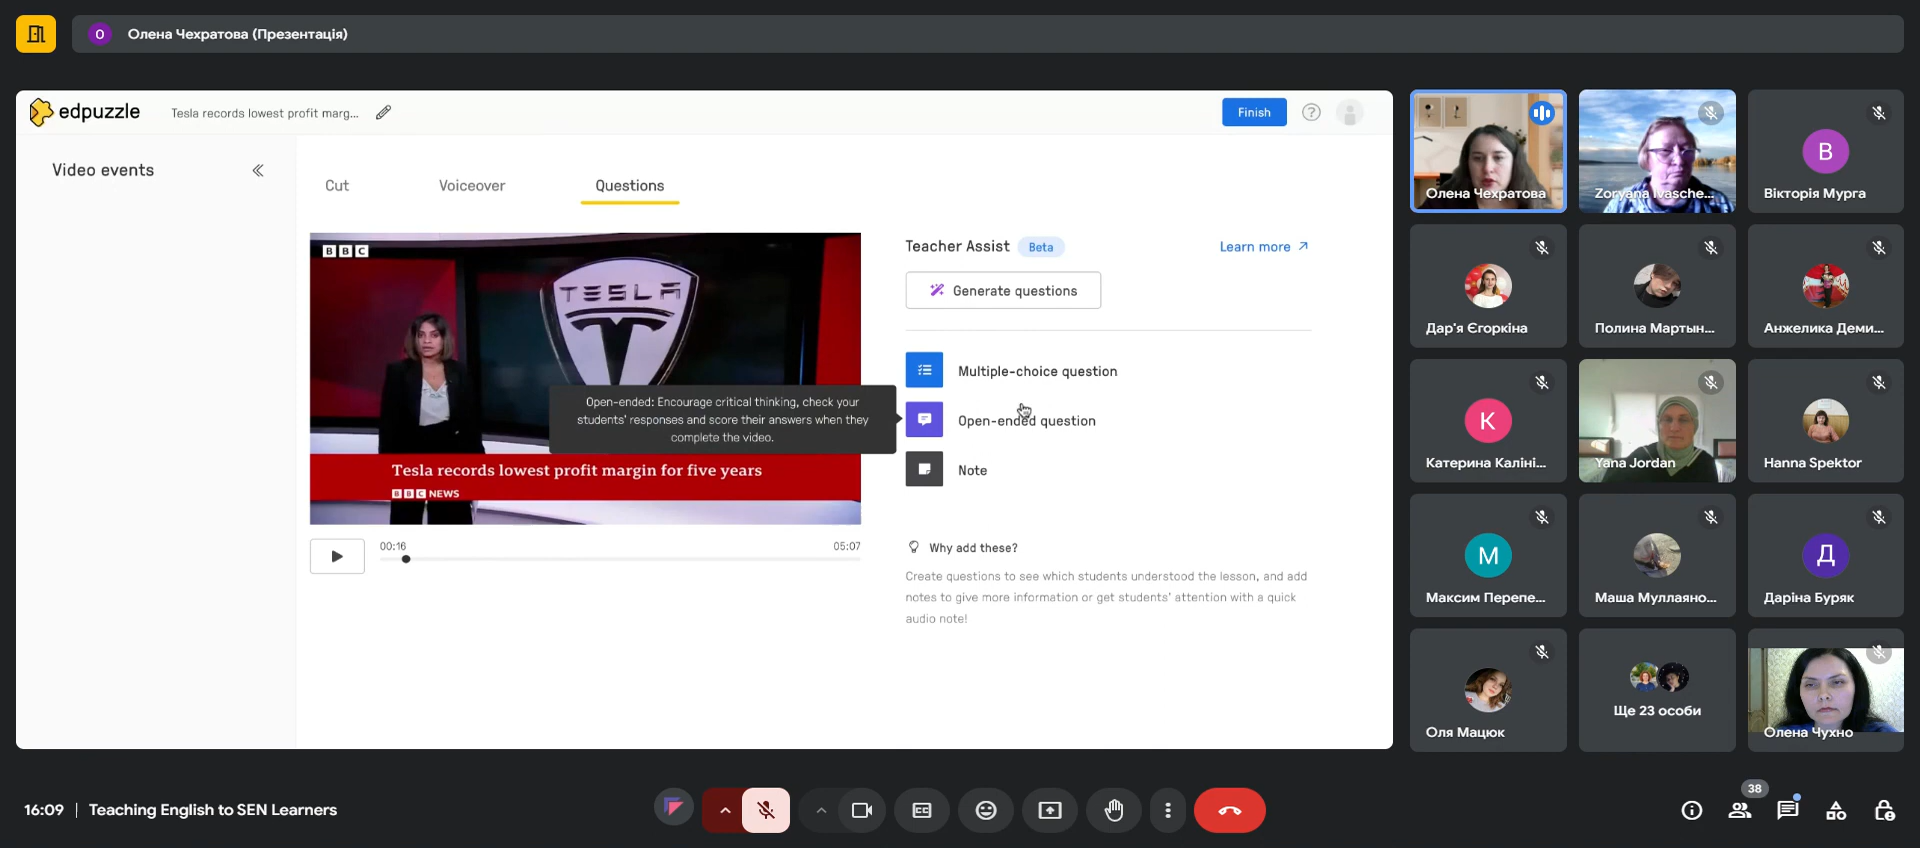 О Олена Чехратова (Презентація)
edpuzzle
Tesla records lowest profit marg...
Finish
Video events
Cut
Voiceover
Questions
BBC
TESLA
Tesla records lowest profit margin for five years
BBC NEWS
Open-ended: Encourage critical thinking, check your
students' responses and score their answers when they
complete the video.
00:16
05:07
Teacher Assist Beta
Learn more
Generate questions
Multiple-choice question
Open-ended question
Note
Why add these?
Create questions to see which students understood the lesson, and add
notes to give more information or get students' attention with a quick
audio note!
Олена Чехратова
Zoryana Ivasche...
В
Вікторія Мурга
Дар'я Єгоркіна
Полина Мартын...
Анжелика Деми...
К
Катерина Каліні...
Yana Jordan
Hanna Spektor
М
Максим Перепе...
Маша Муллаяно...
Д
Даріна Буряк
Оля Мацюк
Ще 23 особи
Олена Чухно
16:09 | Teaching English to SEN Learners
38